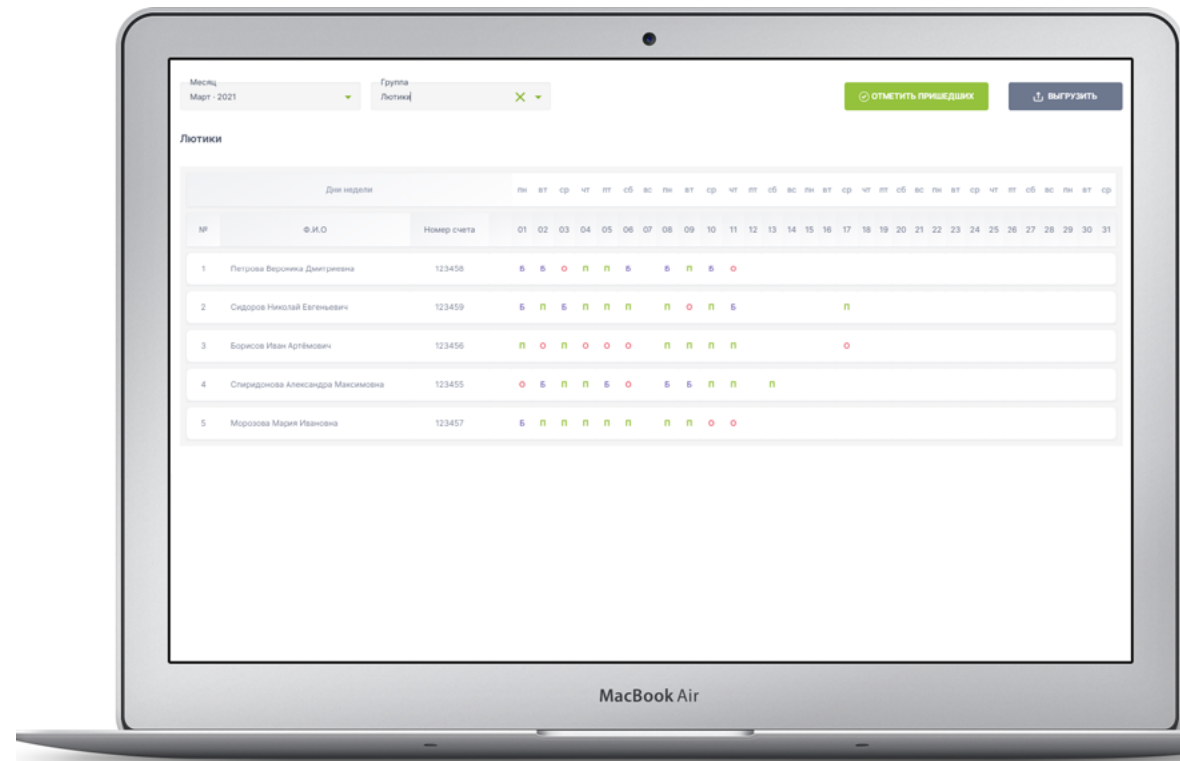 Месяц
Март - 2021
Группа
Лютики
ОТМЕТИТЬ ПРИШЕДШИХ
ВЫГРУЗИТЬ
Лютики
Дни недели пн вт ср чт пт сб вс пн вт ср чт пт сб вс пн вт ср чт пт сб вс пн вт ср чт пт сб вс пн вт ср
№ Ф.И.О Номер счета 01 02 03 04 05 06 07 08 09 10 11 12 13 14 15 16 17 18 19 20 21 22 23 24 25 26 27 28 29 30 31
1 Петрова Вероника Дмитриевна 123458 Б Б О П П Б Б П Б О
2 Сидоров Николай Евгеньевич 123459 Б П Б П П П П О П Б П
3 Борисов Иван Артёмович 123456 П О П О О О П П П П О
4 Спиридонова Александра Максимовна 123455 О Б П П Б О Б Б П П П
5 Морозова Мария Ивановна 123457 Б П П П П П П П О О
MacBook Air